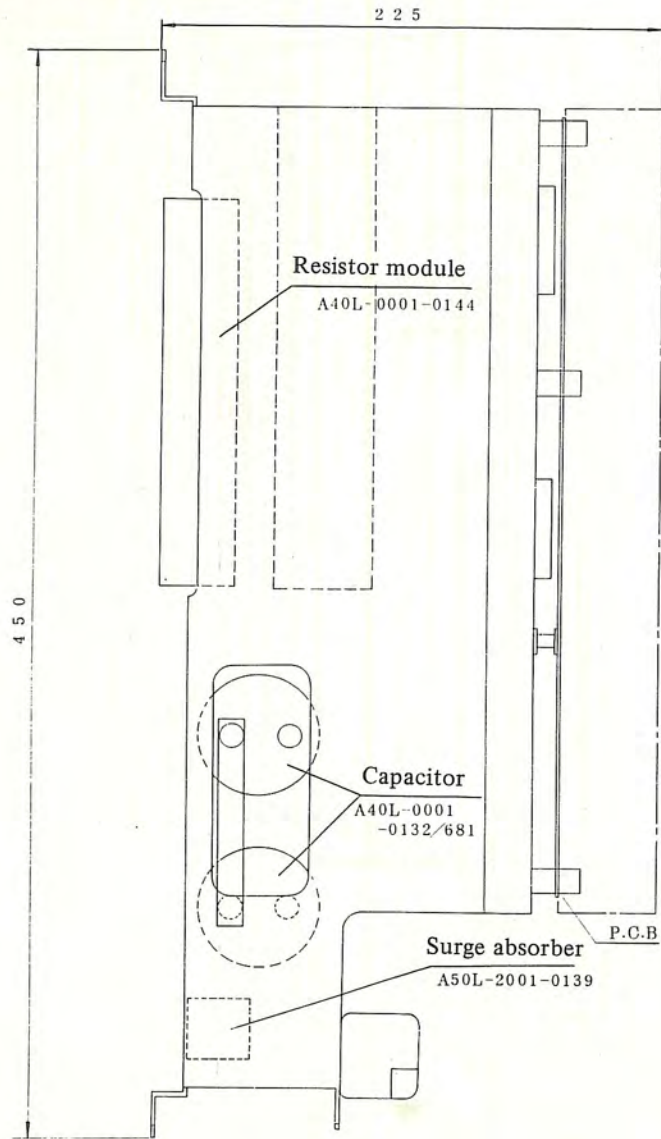 225
450
Resistor module
A40L-0001-0144
Capacitor
A40L-0001
-0132/681
P.C.B
Surge absorber
A50L-2001-0139